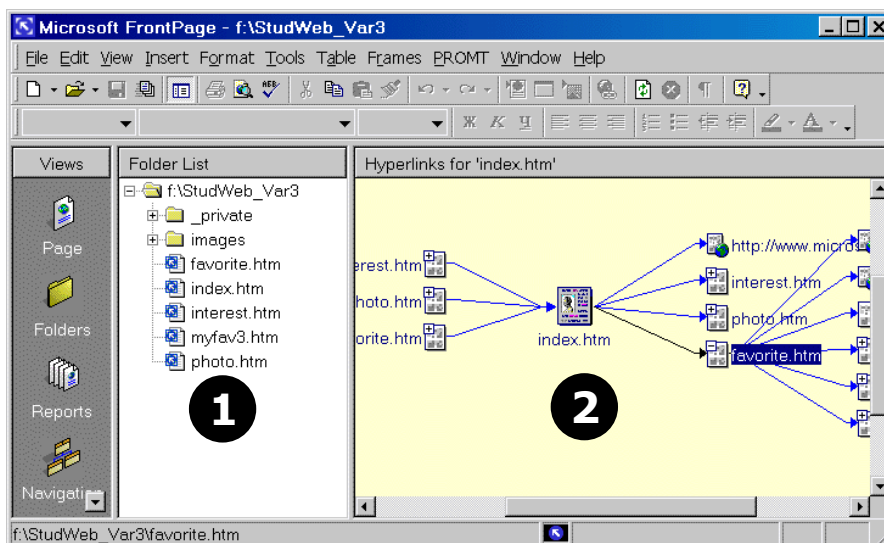 Microsoft FrontPage - f:\StudWeb_Var3
File Edit View Insert Format Tools Table Frames PROMT Window Help
Ж К Ч
Views
Folder List
Hyperlinks for 'index.htm'
Page
Folders
Reports
Navigation
f:\StudWeb_Var3
_private
images
favorite.htm
index.htm
interest.htm
myfav3.htm
photo.htm
1
erest.htm
hoto.htm
orite.htm
index.htm
http://www.micros
interest.htm
photo.htm
favorite.htm
2
f:\StudWeb_Var3\favorite.htm